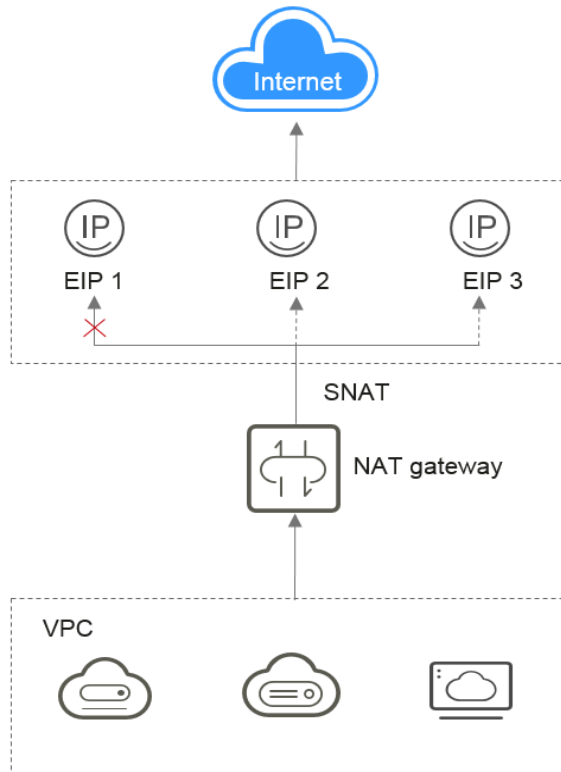 Internet
IP IP IP
EIP 1 EIP 2 EIP 3
SNAT
NAT gateway
VPC